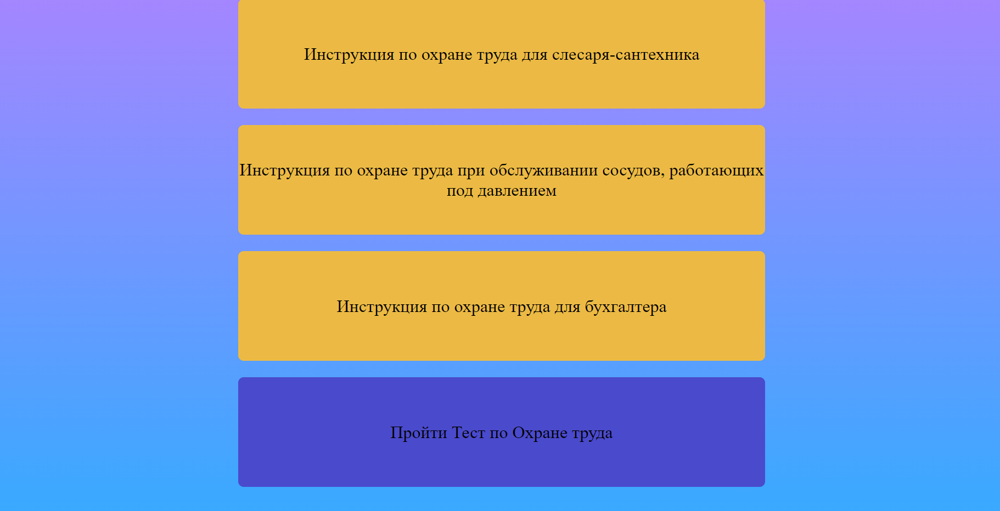 Инструкция по охране труда для слесаря-сантехника
Инструкция по охране труда при обслуживании сосудов, работающих
под давлением
Инструкция по охране труда для бухгалтера
Пройти Тест по Охране труда